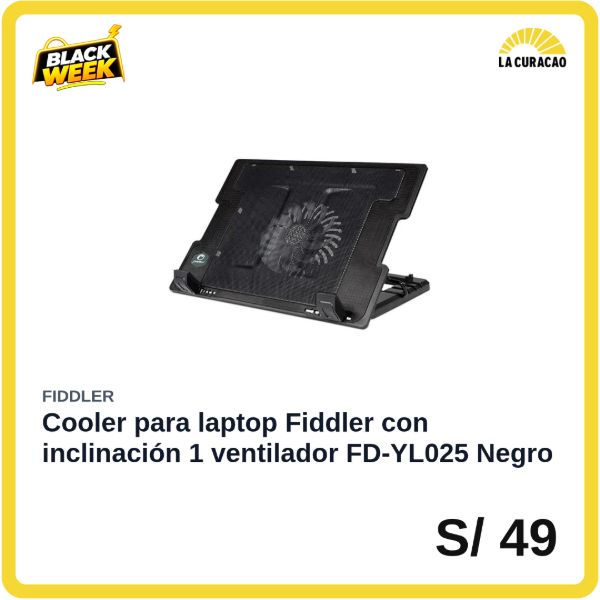 BLACK
WEEK
LA CURACAO
FIDDLER
Cooler para laptop Fiddler con
inclinación 1 ventilador FD-YL025 Negro
S/ 49